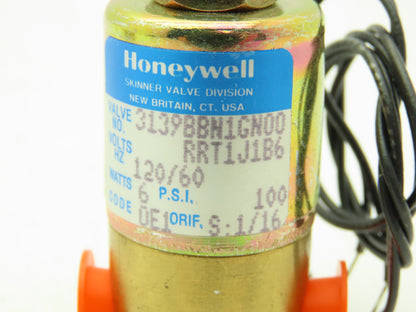 Honeywell
SKINNER VALVE DIVISION
NEW BRITAIN, CT. USA
VALVE NO. 3139BBN1GN00
RRT1J1B6
VOLTS HZ 120/60
WATTS 6 P.S.I. 100
CODE UE1 ORIF. S:1/16